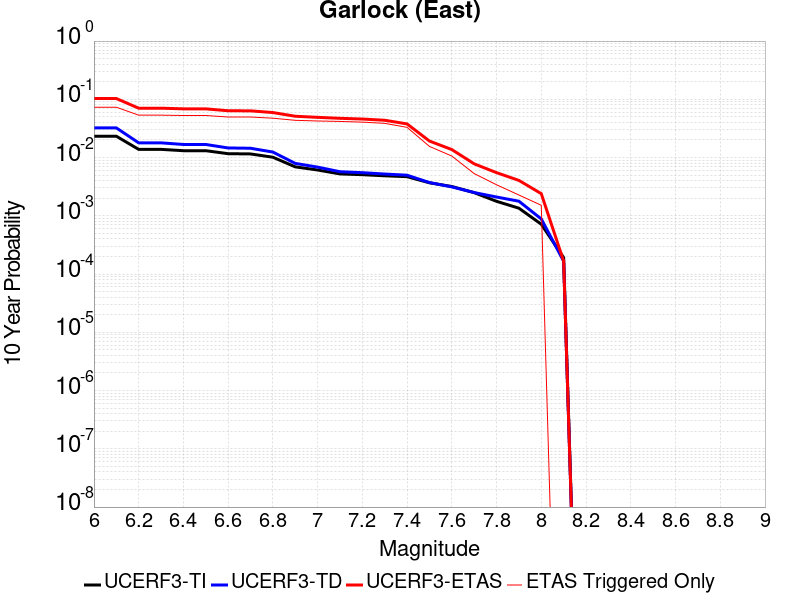 Garlock (East)
10^0
10^-1
10^-2
10^-3
10^-4
10^-5
10^-6
10^-7
10^-8
10 Year Probability
6 6.2 6.4 6.6 6.8 7 7.2 7.4 7.6 7.8 8 8.2 8.4 8.6 8.8 9
Magnitude
UCERF3-TI UCERF3-TD UCERF3-ETAS ETAS Triggered Only